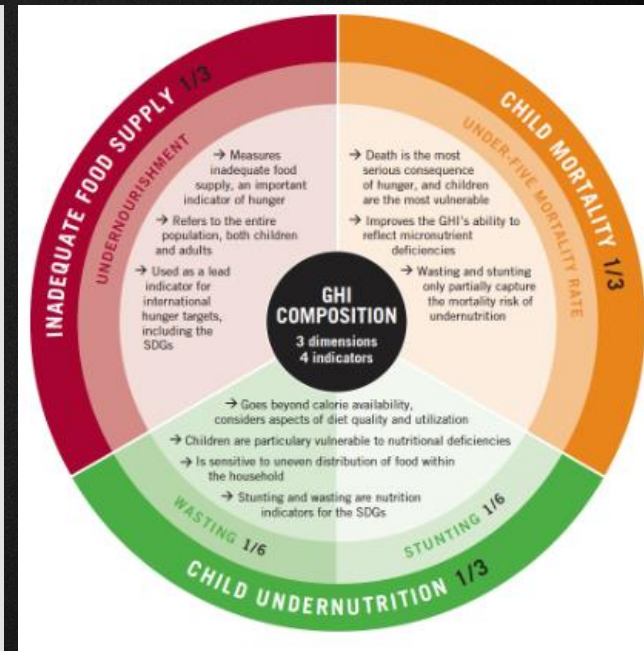 INADEQUATE FOOD SUPPLY 1/3
UNDERNOURISHMENT
→ Measures
inadequate food
supply, an important
indicator of hunger
→ Refers to the entire
population, both children
and adults
→ Used as a lead
indicator for
international
hunger targets,
including the
SDGs
CHILD MORTALITY 1/3
UNDER-FIVE MORTALITY RATE
→ Death is the most
serious consequence
of hunger, and children
are the most vulnerable
→ Improves the GHI's ability to
reflect micronutrient
deficiencies
→ Wasting and stunting
only partially capture
the mortality risk of
undernutrition
GHI
COMPOSITION
3 dimensions
4 indicators
→ Goes beyond calorie availability,
considers aspects of diet quality and utilization
→ Children are particulary vulnerable to nutritional deficiencies
→ Is sensitive to uneven distribution of food within
the household
→ Stunting and wasting are nutrition
indicators for the SDGs
WASTING 1/6
STUNTING 1/6
CHILD UNDERNUTRITION 1/3